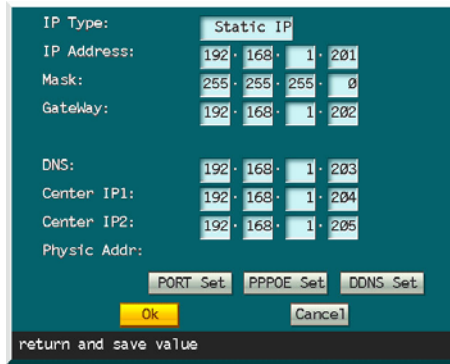 IP Type: Static IP
IP Address: 192. 168. 1. 201
Mask: 255. 255. 255. 0
GateWay: 192. 168. 1. 202
DNS: 192. 168. 1. 203
Center IP1: 192. 168. 1. 204
Center IP2: 192. 168. 1. 205
Physic Addr:
PORT Set PPPOE Set DDNS Set
Ok Cancel
return and save value